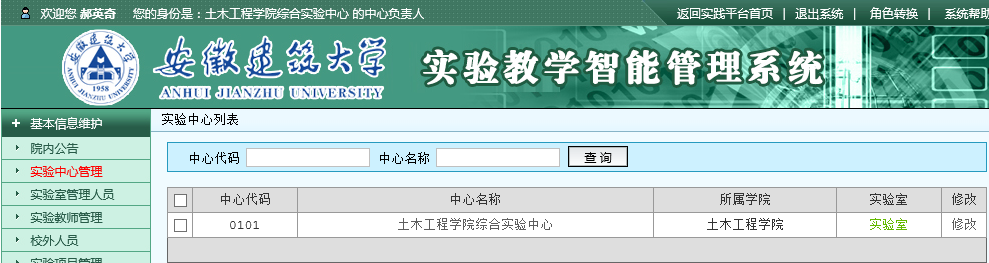 欢迎您 郝英奇 您的身份是：土木工程学院综合实验中心 的中心负责人 返回实践平台首页 | 退出系统 | 角色转换 | 系统帮助
安徽建筑大学
ANHUI JIANZHU UNIVERSITY
1958
实验教学智能管理系统
+ 基本信息维护
院内公告
实验中心管理
实验室管理人员
实验教师管理
校外人员
实验项目管理
实验中心列表
中心代码 中心名称 查 询
中心代码 中心名称 所属学院 实验室 修改
0101 土木工程学院综合实验中心 土木工程学院 实验室 修改